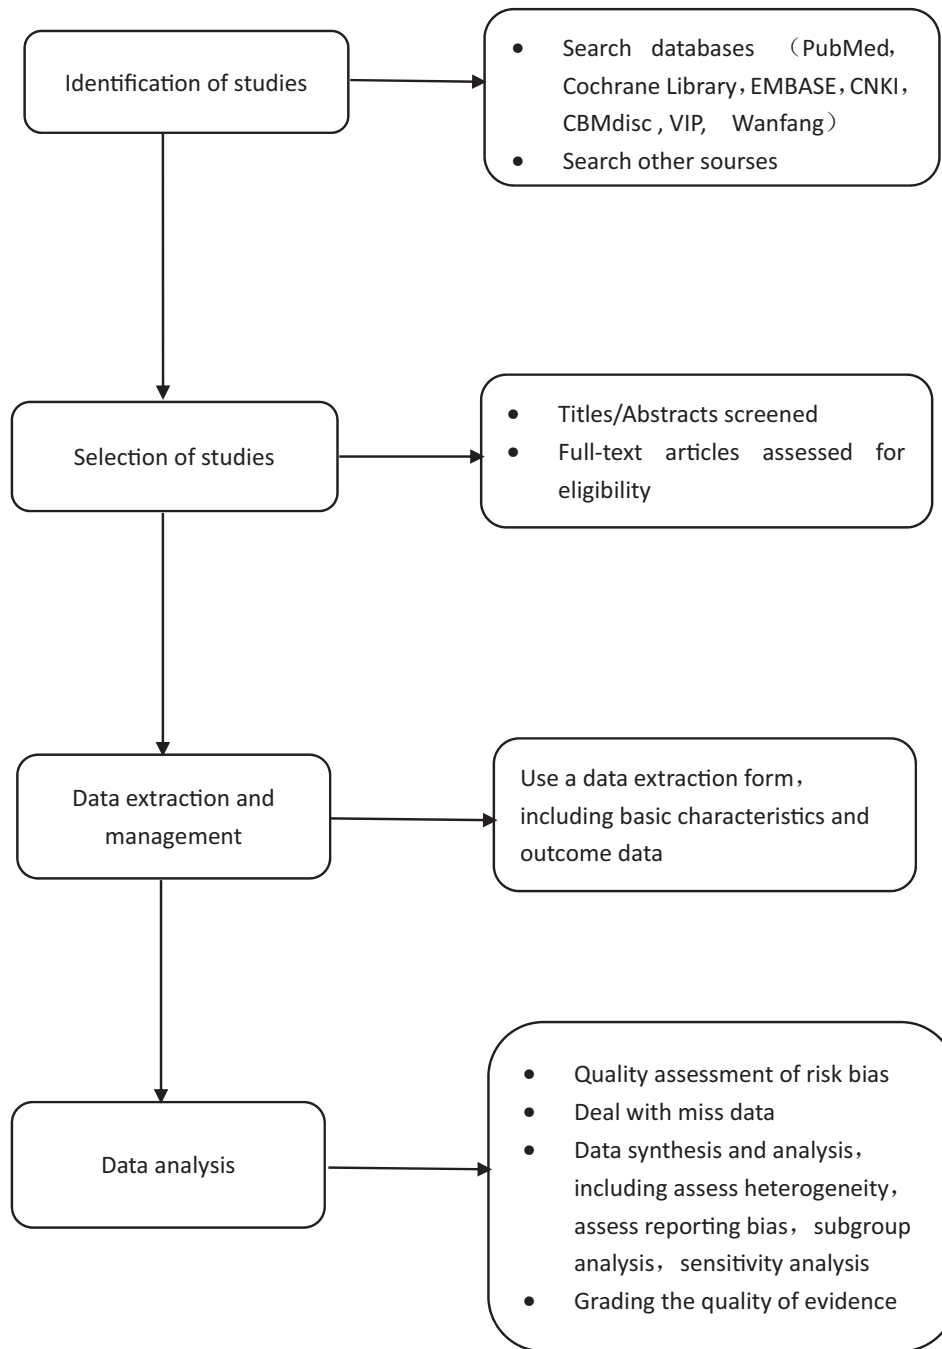 Identification of studies
• Search databases （PubMed，
Cochrane Library，EMBASE，CNKI，
CBMdisc , VIP, Wanfang）
• Search other sourses
Selection of studies
• Titles/Abstracts screened
• Full-text articles assessed for
eligibility
Data extraction and
management
Use a data extraction form，
including basic characteristics and
outcome data
Data analysis
• Quality assessment of risk bias
• Deal with miss data
• Data synthesis and analysis，
including assess heterogeneity，
assess reporting bias，subgroup
analysis，sensitivity analysis
• Grading the quality of evidence